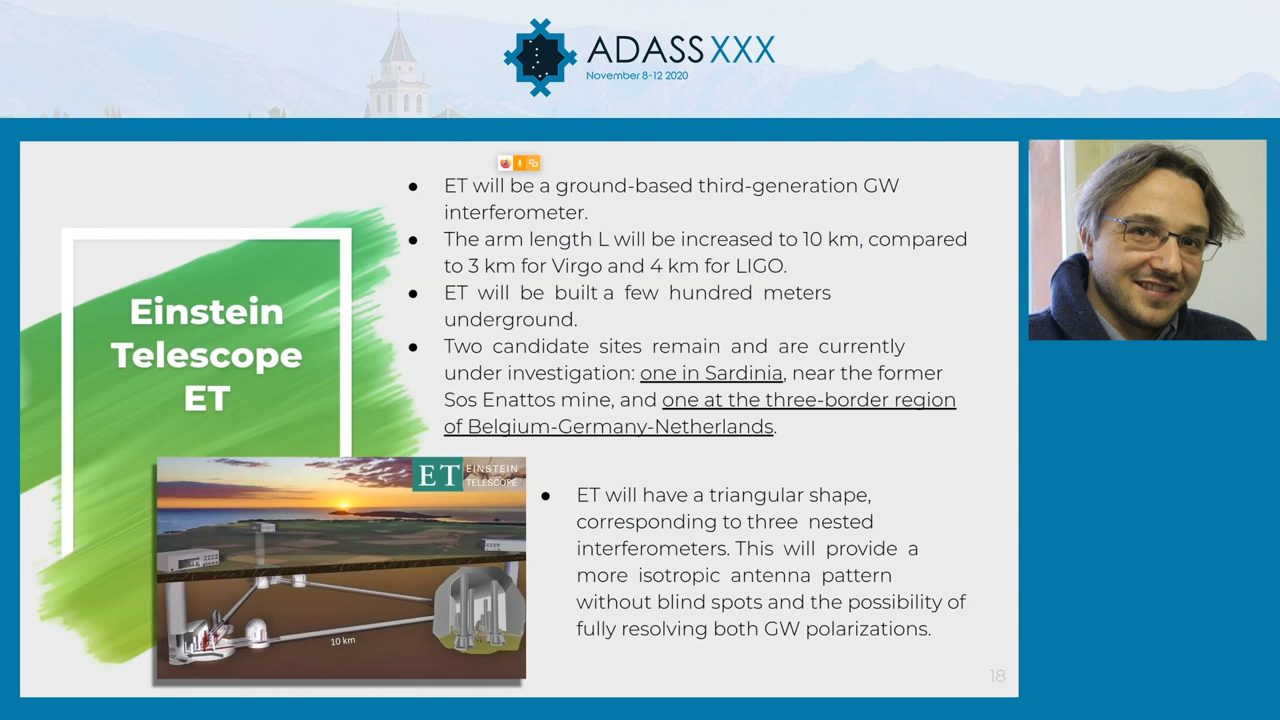 ADASS XXX
November 8-12 2020
● ET will be a ground-based third-generation GW
interferometer.
● The arm length L will be increased to 10 km, compared
to 3 km for Virgo and 4 km for LIGO.
● ET will be built a few hundred meters
underground.
● Two candidate sites remain and are currently
under investigation: one in Sardinia, near the former
Sos Enattos mine, and one at the three-border region
of Belgium-Germany-Netherlands.
Einstein
Telescope
ET
ET EINSTEIN
TELESCOPE
10 km
● ET will have a triangular shape,
corresponding to three nested
interferometers. This will provide a
more isotropic antenna pattern
without blind spots and the possibility of
fully resolving both GW polarizations.
18